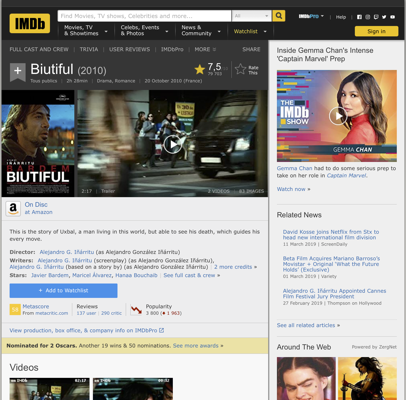 IMDb
Find Movies, TV shows, Celebrities and more...
All
IMDbPro
Help
Movies, TV & Showtimes
Celebs, Events & Photos
News & Community
Watchlist
Sign in
FULL CAST AND CREW | TRIVIA | USER REVIEWS | IMDbPro | MORE
SHARE
Biutiful (2010)
7,5
Rate This
Tous publics | 2h 28min | Drama, Romance | 20 October 2010 (France)
BARDEM
BIUTIFUL
2:17 | Trailer
2 VIDEOS | 83 IMAGES
On Disc
at Amazon
This is the story of Uxbal, a man living in this world, but able to see his death, which guides his
every move.
Director: Alejandro G. Iñárritu (as Alejandro González Iñárritu)
Writers: Alejandro G. Iñárritu (screenplay) (as Alejandro González Iñárritu),
Alejandro G. Iñárritu (based on a story by) (as Alejandro González Iñárritu) | 2 more credits »
Stars: Javier Bardem, Maricel Álvarez, Hanaa Bouchaib | See full cast & crew »
+ Add to Watchlist
Metascore
From metacritic.com
Reviews
137 user | 290 critic
Popularity
3 800 (1 963)
View production, box office, & company info on IMDbPro
Nominated for 2 Oscars. Another 19 wins & 50 nominations. See more awards »
Videos
Inside Gemma Chan's Intense
'Captain Marvel' Prep
THE
IMDb
SHOW
GEMMA CHAN
Gemma Chan had to do some serious prep to
take on her role in Captain Marvel.
Watch now »
Related News
David Kosse joins Netflix from Stx to
head new international film division
11 March 2019 | ScreenDaily
Beta Film Acquires Mariano Barroso's
Movistar + Original 'What the Future
Holds' (Exclusive)
01 March 2019 | Variety
Alejandro G. Iñárritu Appointed Cannes
Film Festival Jury President
27 February 2019 | Thompson on Hollywood
See all related articles »
Around The Web
Powered by ZergNet